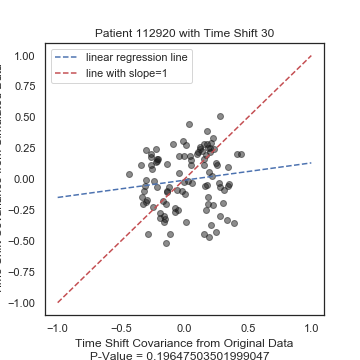 Patient 112920 with Time Shift 30
linear regression line
line with slope=1
1.00
0.75
0.50
0.25
0.00
−0.25
−0.50
−0.75
−1.00
−1.0
−0.5
0.0
0.5
1.0
Time Shift Covariance from Original Data
P-Value = 0.19647503501999047